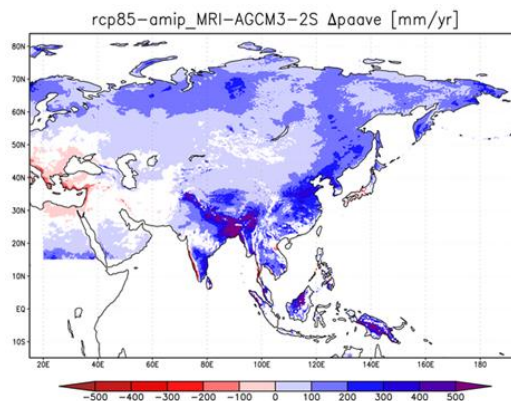 rcp85-amip_MRI-AGCM3-2S Δpaave [mm/yr]
80N
70N
60N
50N
40N
30N
20N
10N
EQ
10S
20E 40E 60E 80E 100E 120E 140E 160E 180
-500 -400 -300 -200 -100 0 100 200 300 400 500